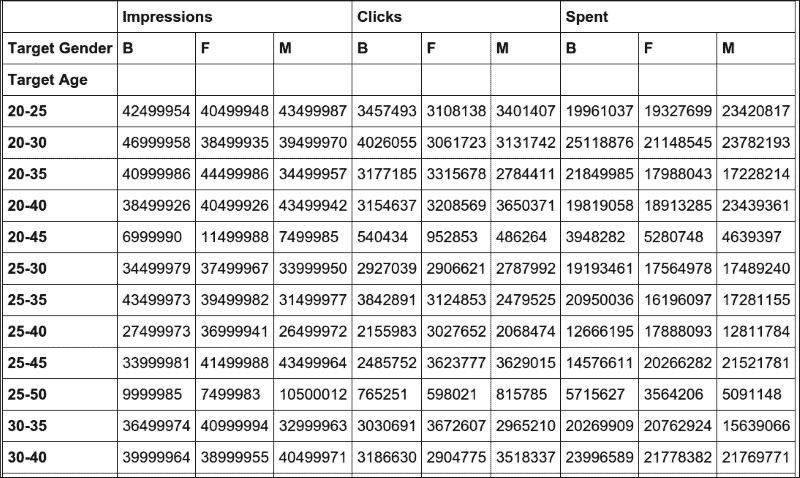 Impressions Clicks Spent
Target Gender B F M B F M B F M
Target Age
20-25 42499954 40499948 43499987 3457493 3108138 3401407 19961037 19327699 23420817
20-30 46999958 38499935 39499970 4026055 3061723 3131742 25118876 21148545 23782193
20-35 40999986 44499986 34499957 3177185 3315678 2784411 21849985 17988043 17228214
20-40 38499926 40499926 43499942 3154637 3208569 3650371 19819058 18913285 23439361
20-45 6999990 11499988 7499985 540434 952853 486264 3948282 5280748 4639397
25-30 34499979 37499967 33999950 2927039 2906621 2787992 19193461 17564978 17489240
25-35 43499973 39499982 31499977 3842891 3124853 2479525 20950036 16196097 17281155
25-40 27499973 36999941 26499972 2155983 3027652 2068474 12666195 17888093 12811784
25-45 33999981 41499988 43499964 2485752 3623777 3629015 14576611 20266282 21521781
25-50 9999985 7499983 10500012 765251 598021 815785 5715627 3564206 5091148
30-35 36499974 40999994 32999963 3030691 3672607 2965210 20269909 20762924 15639066
30-40 39999964 38999955 40499971 3186630 2904775 3518337 23996589 21778382 21769771